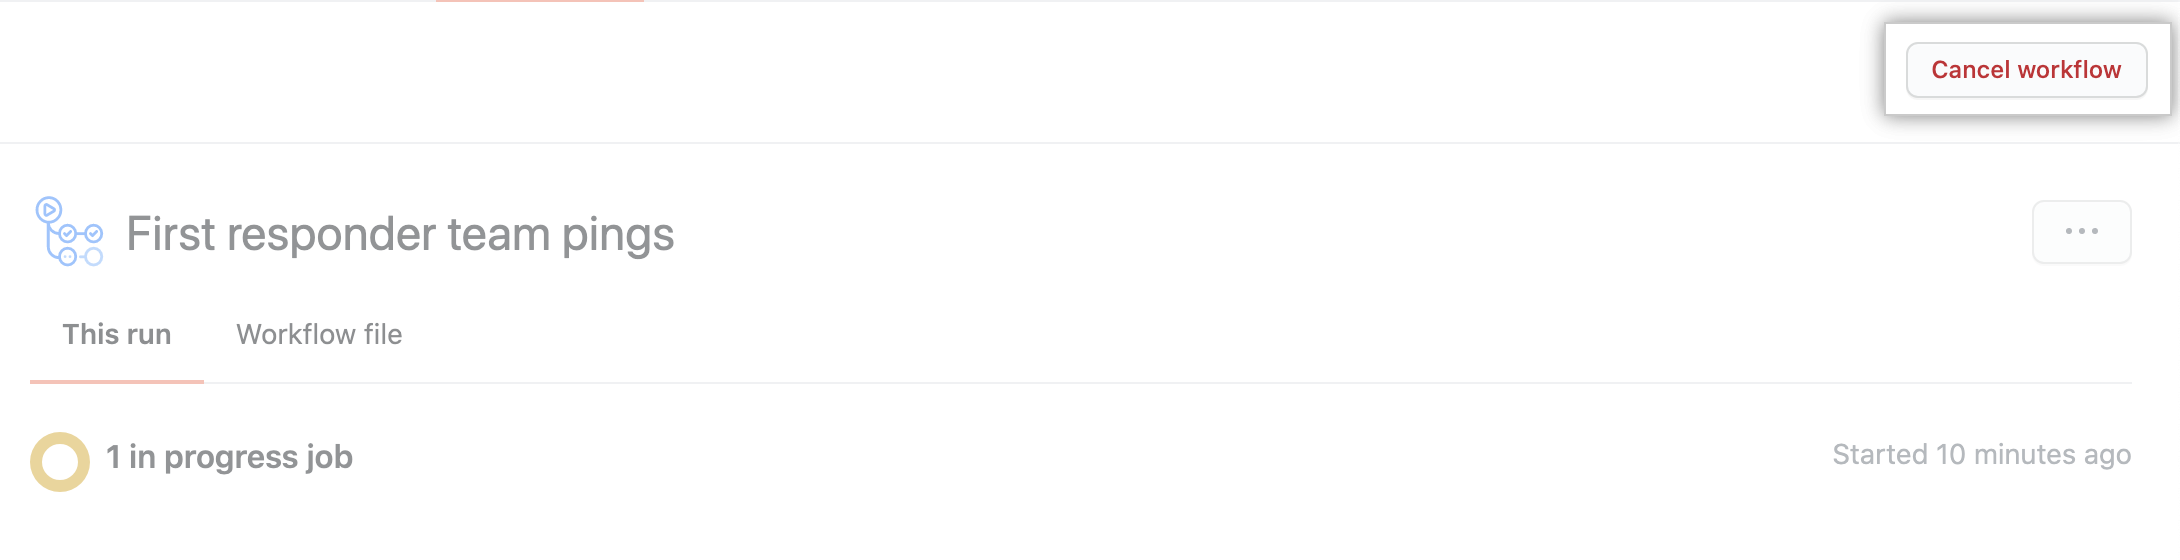 Cancel workflow
First responder team pings
This run
Workflow file
1 in progress job
Started 10 minutes ago